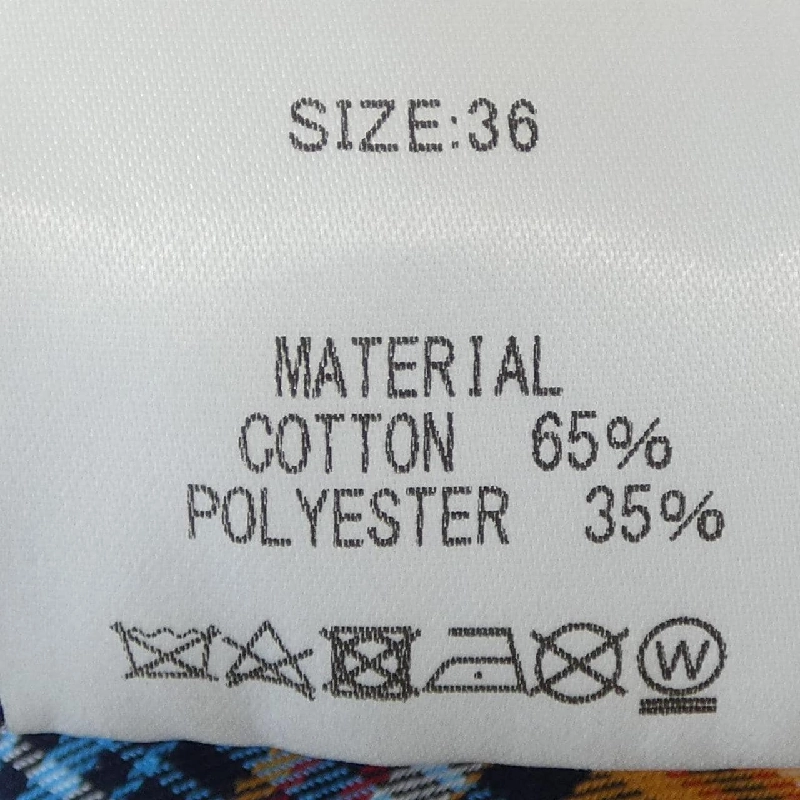 SIZE:36
MATERIAL
COTTON 65%
POLYESTER 35%
W